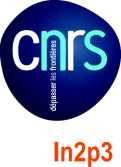 cnrs
dépasser les frontières
In2p3